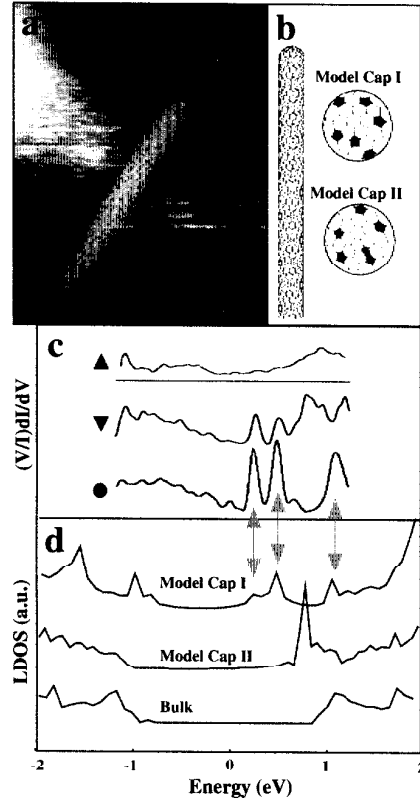 a
b
Model Cap I
Model Cap II
c
(V/I)dI/dV
d
Model Cap I
Model Cap II
Bulk
LDOS (a.u.)
-2 -1 0 1 2
Energy (eV)